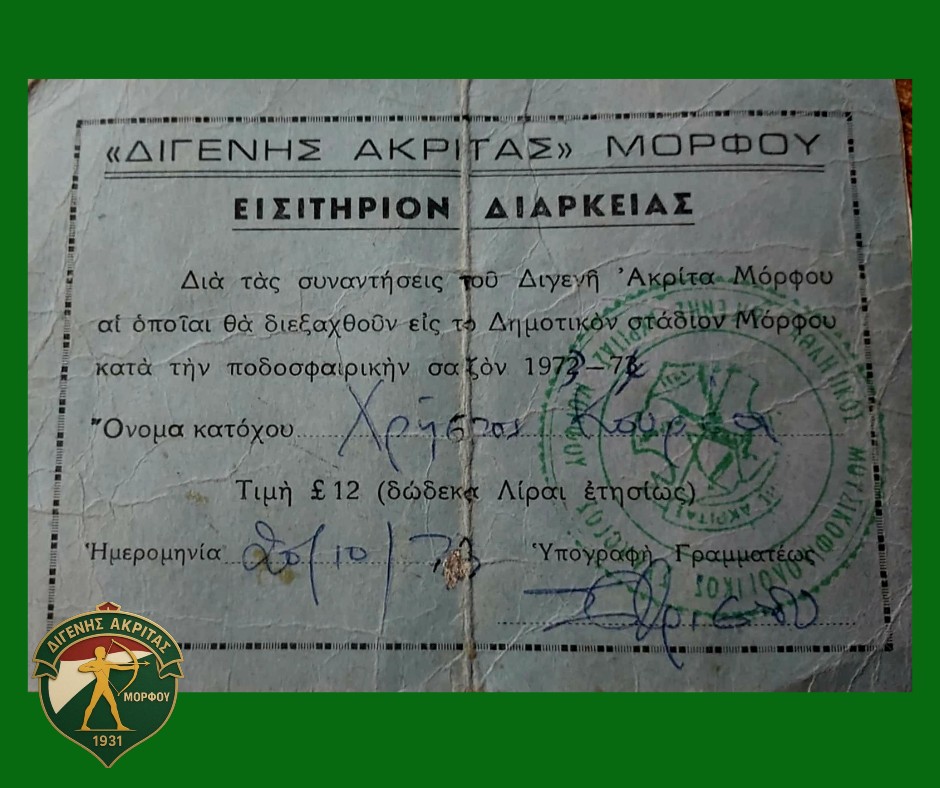 «ΔΙΓΕΝΗΣ ΑΚΡΙΤΑΣ» ΜΟΡΦΟΥ
ΕΙΣΙΤΗΡΙΟΝ ΔΙΑΡΚΕΙΑΣ
Διὰ τὰς συναντήσεις τοῦ Διγενῆ Ἀκρίτα Μόρφου
αἱ ὁποῖαι θὰ διεξαχθοῦν εἰς τὸ Δημοτικὸν στάδιον Μόρφου
κατὰ τὴν ποδοσφαιρικὴν σαιζὸν 1973–74
Ὄνομα κατόχου Χρήστος
Τιμὴ £12 (δώδεκα Λίραι ἐτησίως)
Ἡμερομηνία 20/10/73 Ὑπογραφὴ Γραμματέως
ΔΙΓΕΝΗΣ ΑΚΡΙΤΑΣ
ΜΟΡΦΟΥ
1931